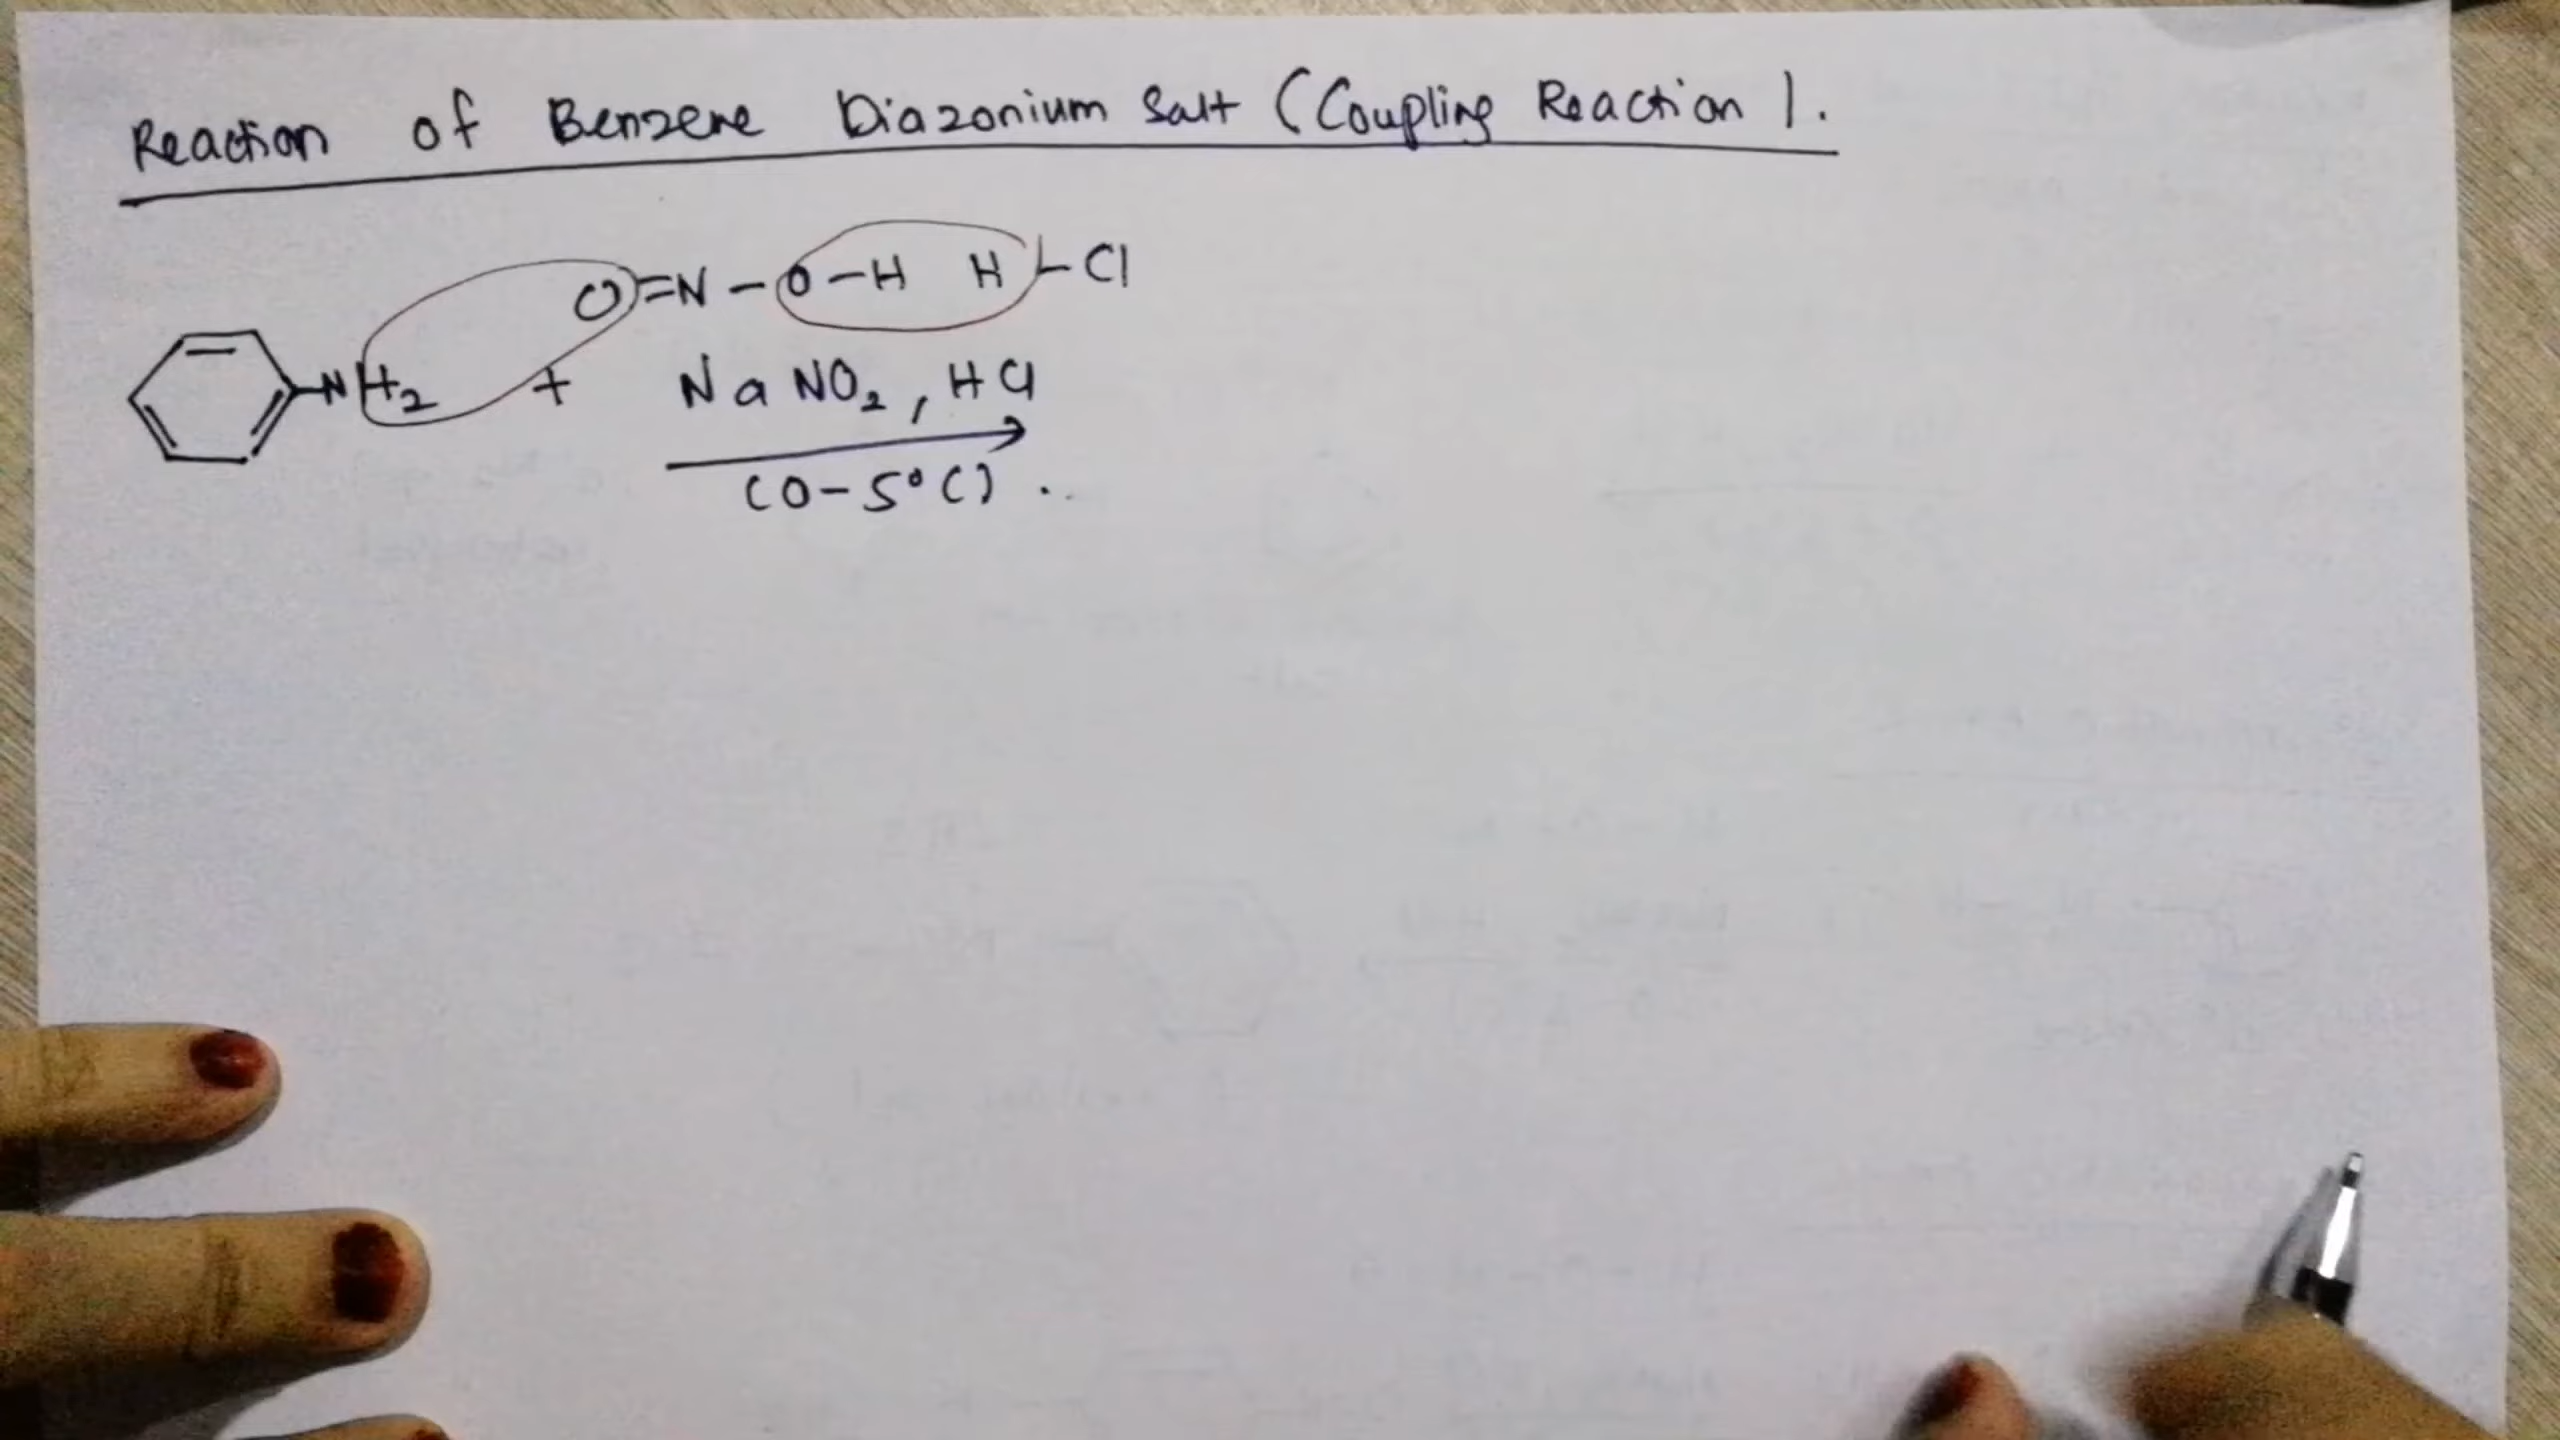 Reaction of Benzene Diazonium Salt (Coupling Reaction).
O=N-O-H H-Cl
NH2 + NaNO2, HCl
(0-5°C).